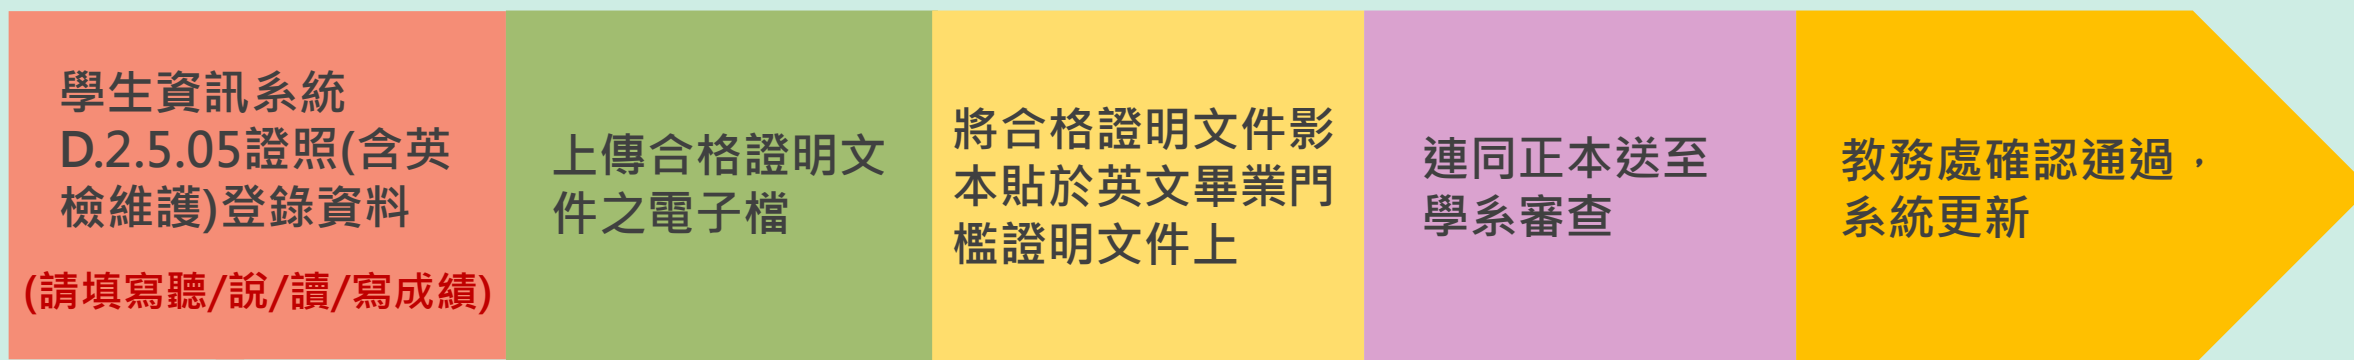 學生資訊系統
D.2.5.05證照(含英
檢維護)登錄資料
(請填寫聽/說/讀/寫成績)
上傳合格證明文
件之電子檔
將合格證明文件影
本貼於英文畢業門
檻證明文件上
連同正本送至
學系審查
教務處確認通過，
系統更新